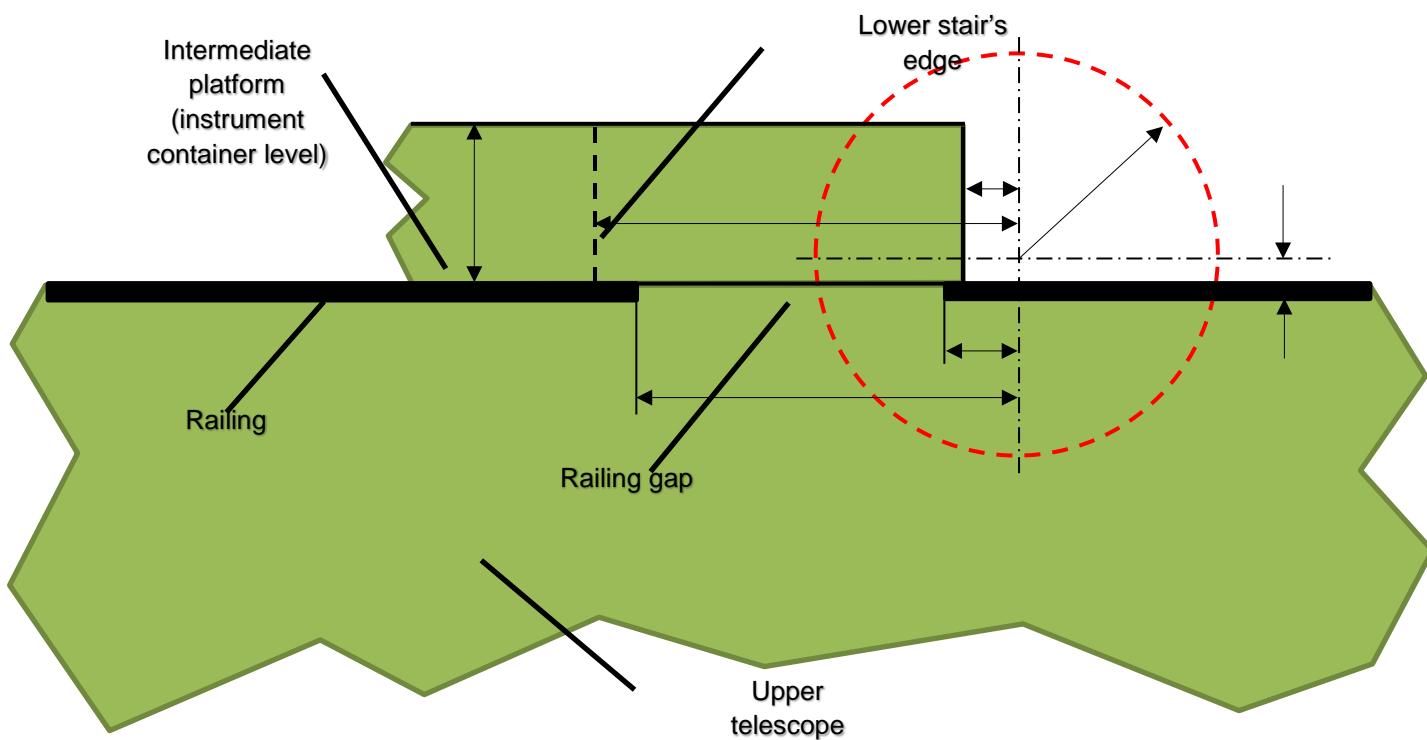 Intermediate
platform
(instrument
container level)
Lower stair's
edge
Railing
Railing gap
Upper
telescope